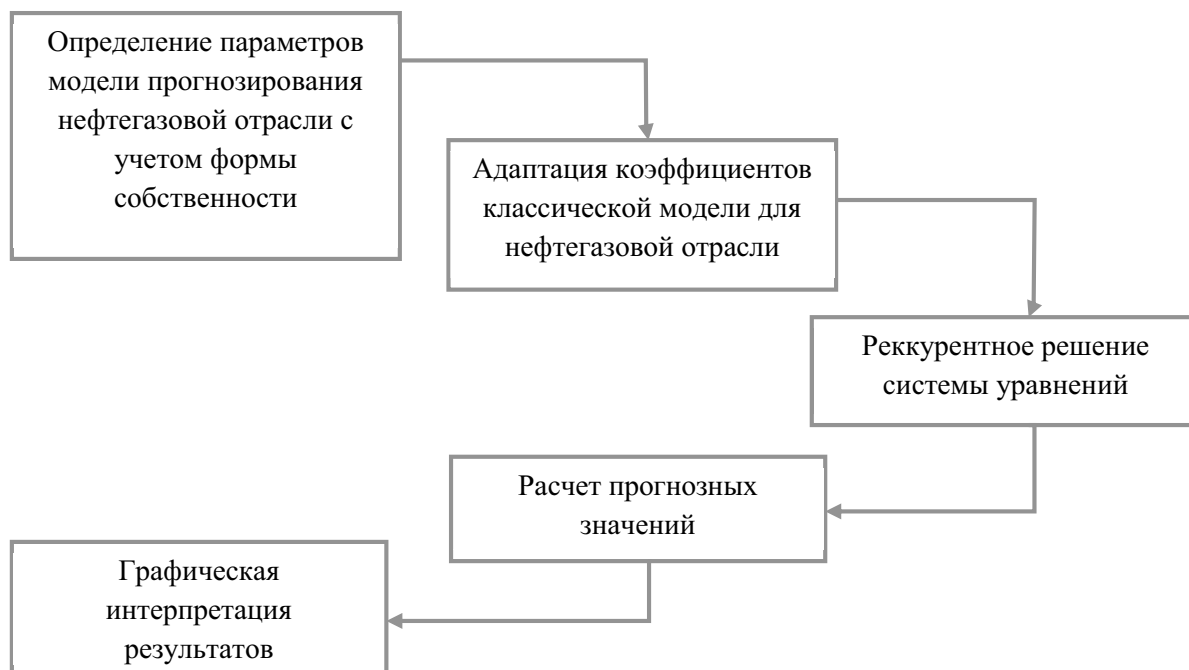 Определение параметров
модели прогнозирования
нефтегазовой отрасли с
учетом формы
собственности
Адаптация коэффициентов
классической модели для
нефтегазовой отрасли
Реккурентное решение
системы уравнений
Расчет прогнозных
значений
Графическая
интерпретация
результатов